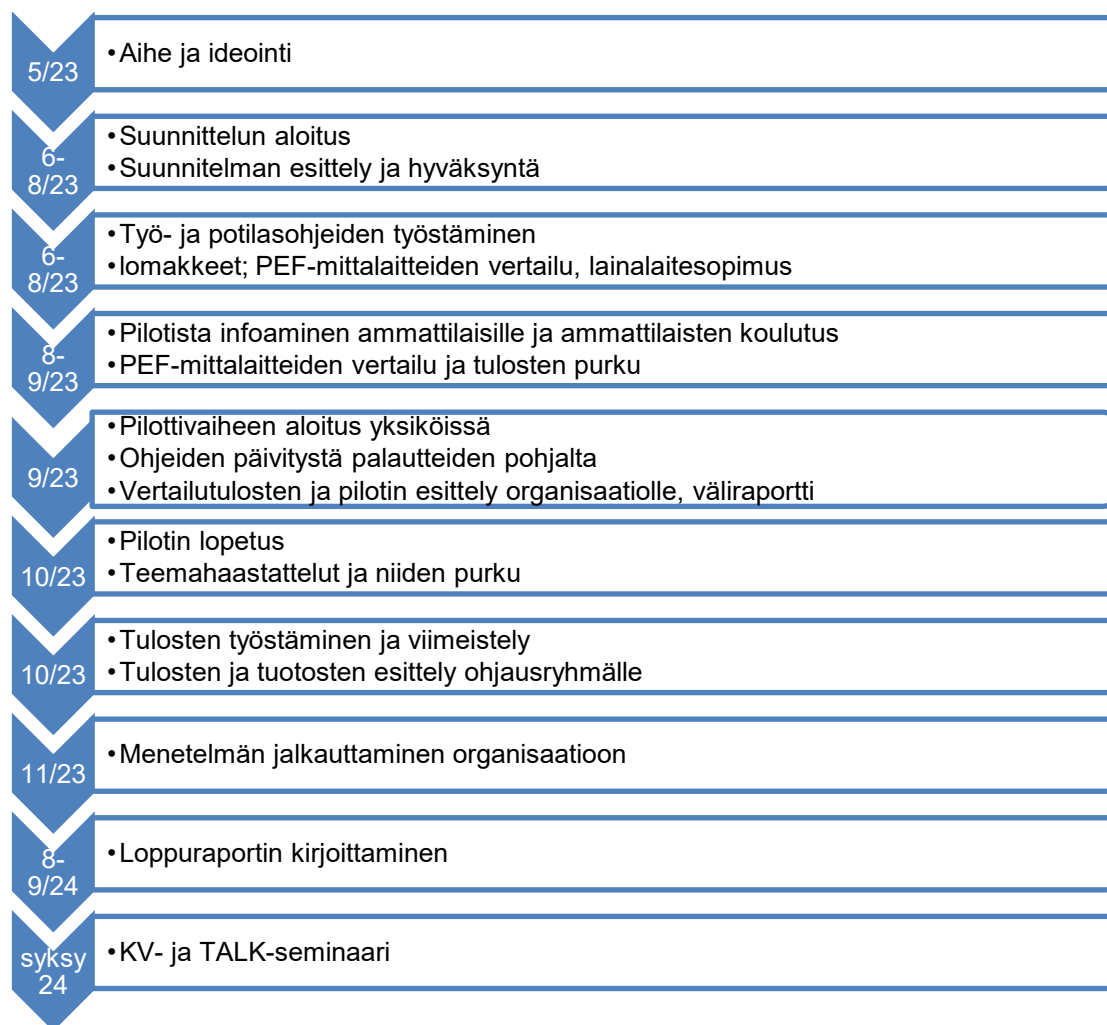 5/23
•Aihe ja ideointi
6-
8/23
•Suunnittelun aloitus
•Suunnitelman esittely ja hyväksyntä
6-
8/23
•Työ- ja potilasohjeiden työstäminen
•lomakkeet; PEF-mittalaitteiden vertailu, lainalaitesopimus
8-
9/23
•Pilotista infoaminen ammattilaisille ja ammattilaisten koulutus
•PEF-mittalaitteiden vertailu ja tulosten purku
9/23
•Pilottivaiheen aloitus yksiköissä
•Ohjeiden päivitystä palautteiden pohjalta
•Vertailutulosten ja pilotin esittely organisaatiolle, väliraportti
10/23
•Pilotin lopetus
•Teemahaastattelut ja niiden purku
10/23
•Tulosten työstäminen ja viimeistely
•Tulosten ja tuotosten esittely ohjausryhmälle
11/23
•Menetelmän jalkauttaminen organisaatioon
8-
9/24
•Loppuraportin kirjoittaminen
syksy
24
•KV- ja TALK-seminaari